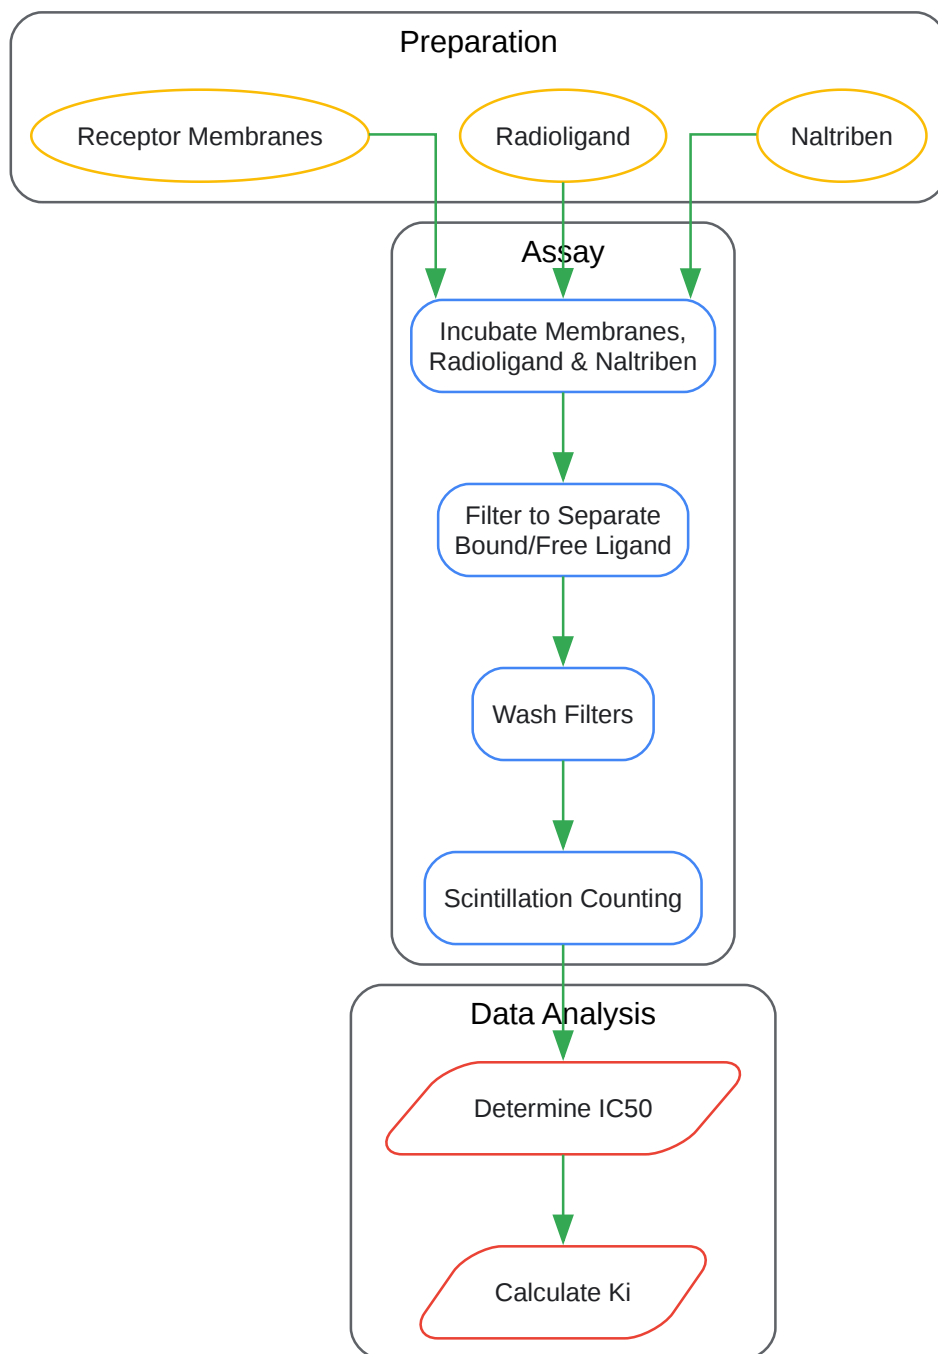 Preparation
Receptor Membranes
Radioligand
Naltriben
Assay
Incubate Membranes,
Radioligand & Naltriben
Filter to Separate
Bound/Free Ligand
Wash Filters
Scintillation Counting
Data Analysis
Determine IC50
Calculate Ki